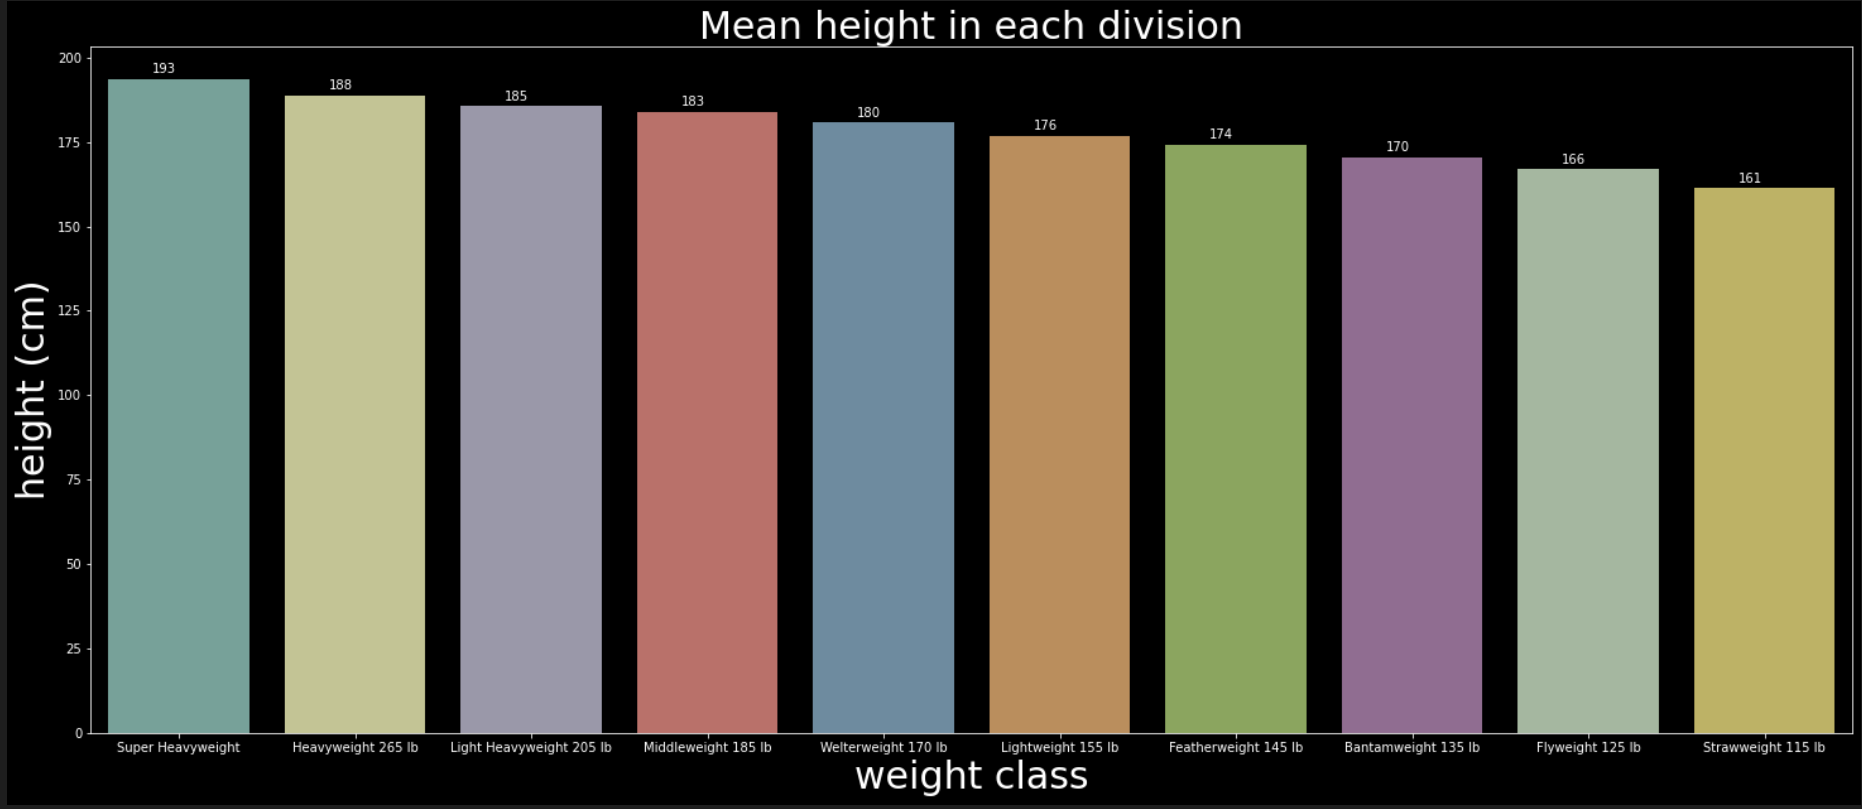 Mean height in each division
height (cm)
200
175
150
125
100
75
50
25
0
193
188
185
183
180
176
174
170
166
161
Super Heavyweight
Heavyweight 265 lb
Light Heavyweight 205 lb
Middleweight 185 lb
Welterweight 170 lb
Lightweight 155 lb
Featherweight 145 lb
Bantamweight 135 lb
Flyweight 125 lb
Strawweight 115 lb
weight class